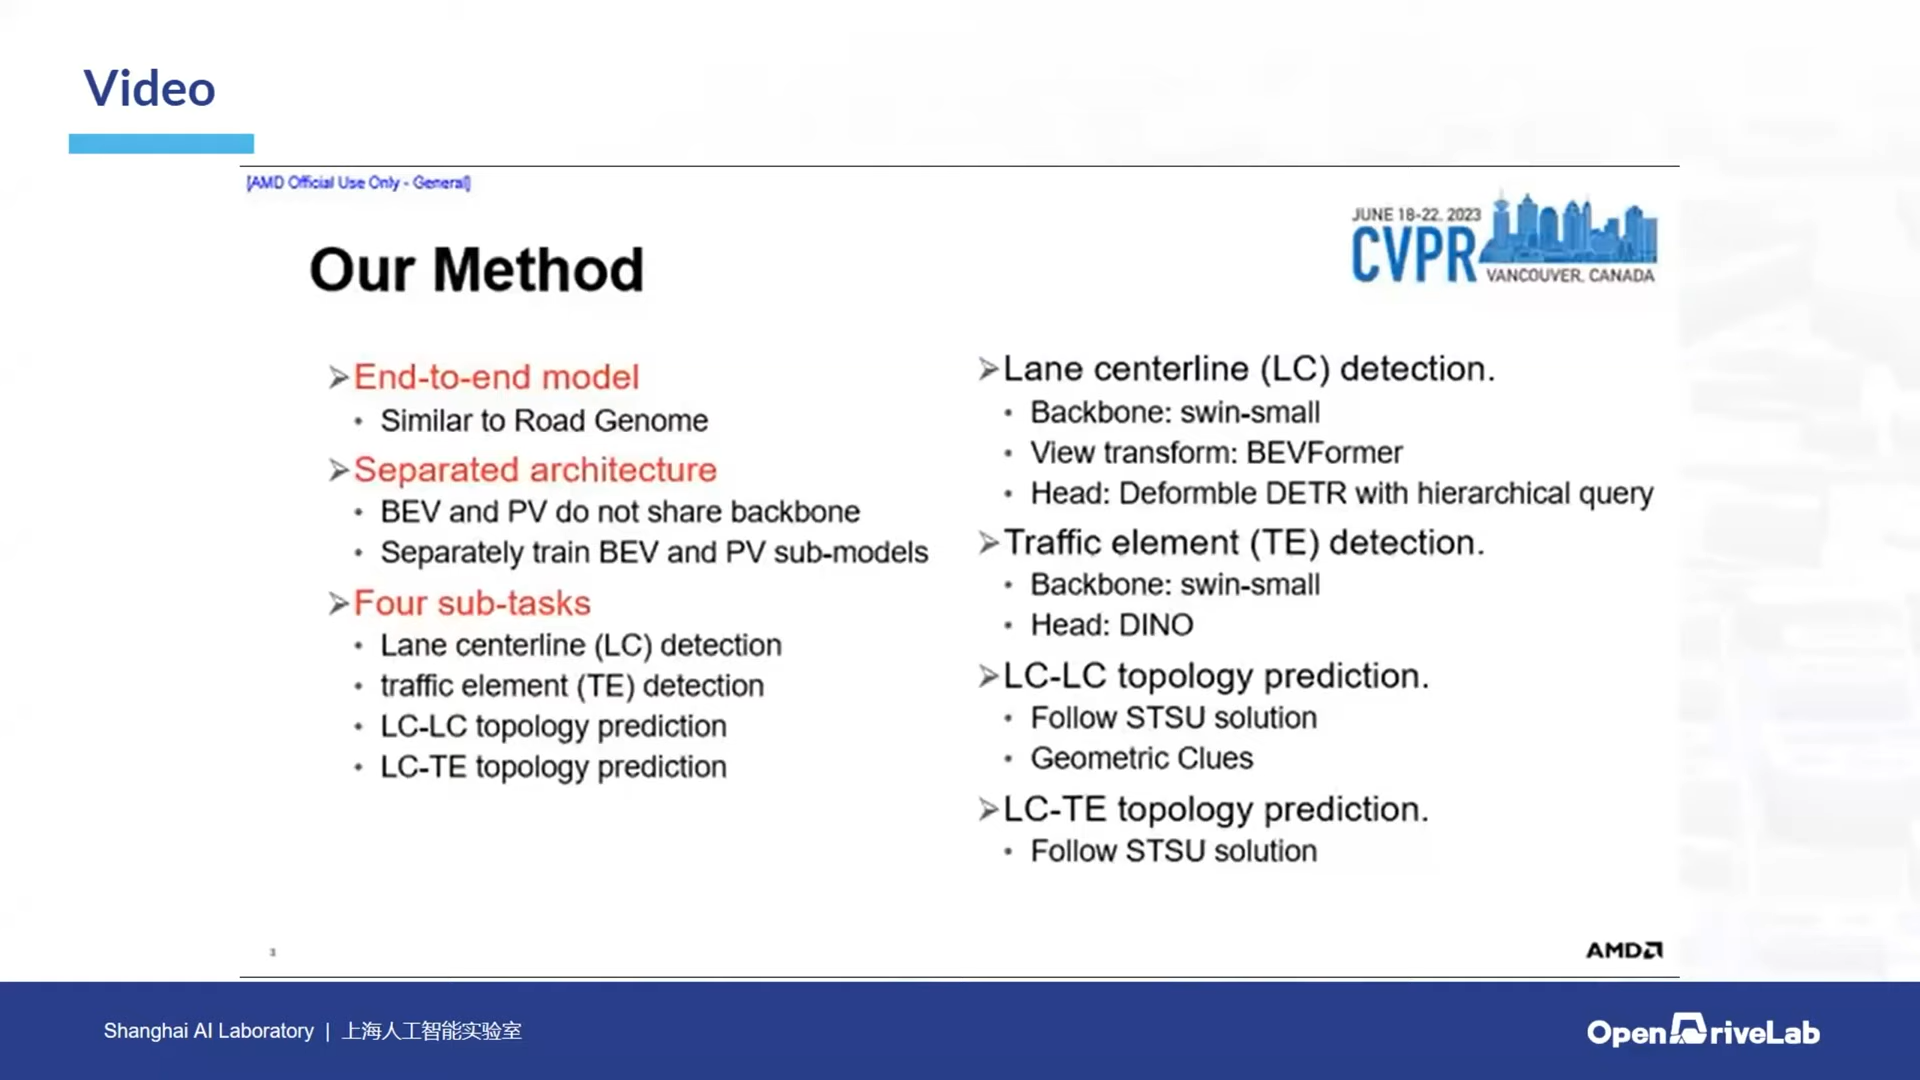 Video
[AMD Official Use Only - General]
JUNE 18-22, 2023
CVPR
VANCOUVER, CANADA
Our Method
➢End-to-end model
• Similar to Road Genome
➢Separated architecture
• BEV and PV do not share backbone
• Separately train BEV and PV sub-models
➢Four sub-tasks
• Lane centerline (LC) detection
• traffic element (TE) detection
• LC-LC topology prediction
• LC-TE topology prediction
➢Lane centerline (LC) detection.
• Backbone: swin-small
• View transform: BEVFormer
• Head: Deformble DETR with hierarchical query
➢Traffic element (TE) detection.
• Backbone: swin-small
• Head: DINO
➢LC-LC topology prediction.
• Follow STSU solution
• Geometric Clues
➢LC-TE topology prediction.
• Follow STSU solution
3
AMD
Shanghai AI Laboratory | 上海人工智能实验室
OpenDriveLab